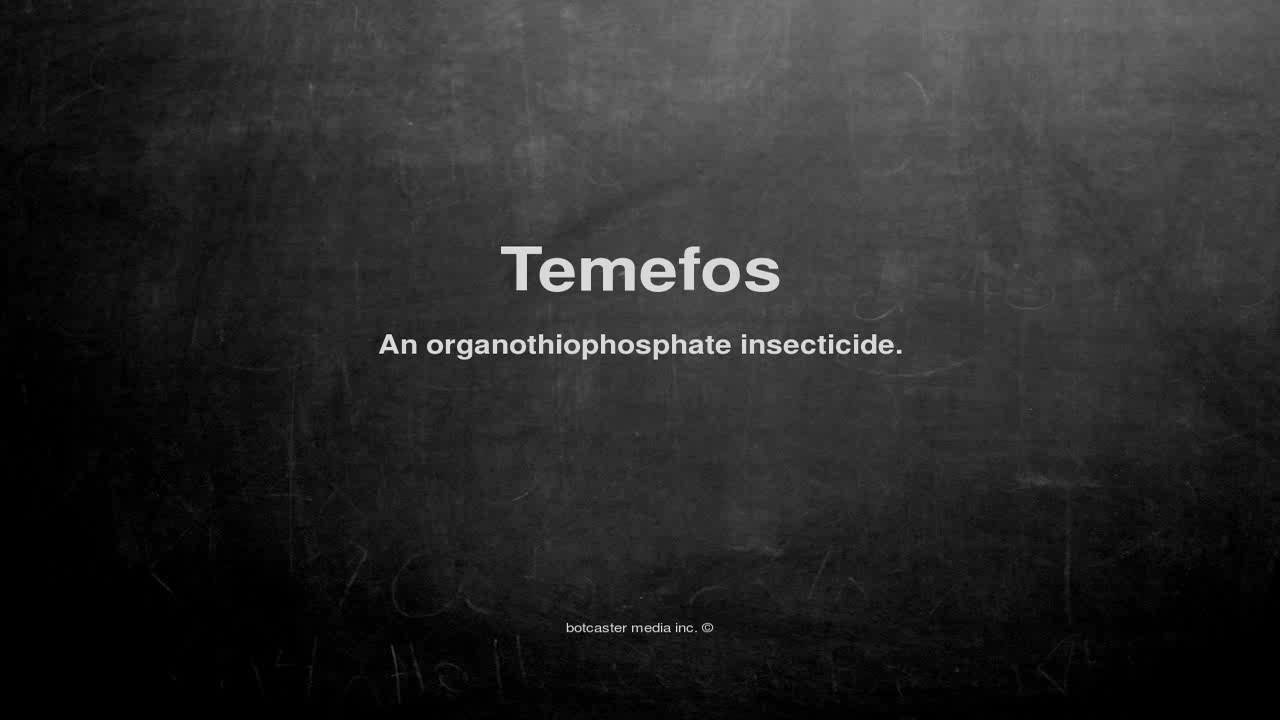 Temefos
An organothiophosphate insecticide.
botcaster media inc. ©